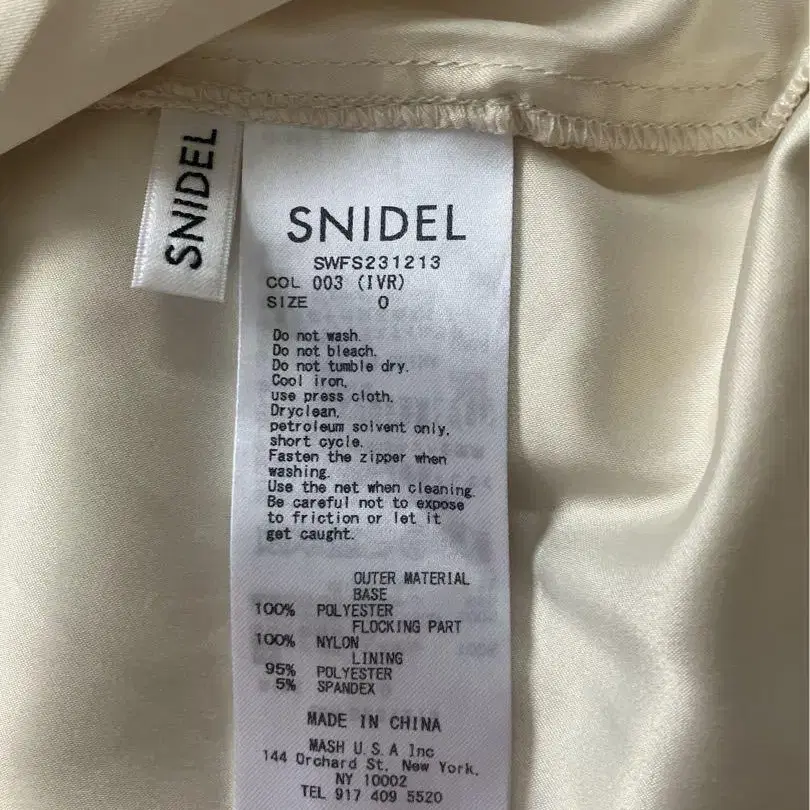 SNIDEL
SNIDEL
SWFS231213
COL 003 (IVR)
SIZE 0
Do not wash.
Do not bleach.
Do not tumble dry.
Cool iron,
use press cloth.
Dryclean,
petroleum solvent only,
short cycle.
Fasten the zipper when
washing.
Use the net when cleaning.
Be careful not to expose
to friction or let it
get caught.
OUTER MATERIAL
BASE
100% POLYESTER
FLOCKING PART
100% NYLON
LINING
95% POLYESTER
5% SPANDEX
MADE IN CHINA
MASH U.S.A Inc
144 Orchard St, New York,
NY 10002
TEL 917 409 5520